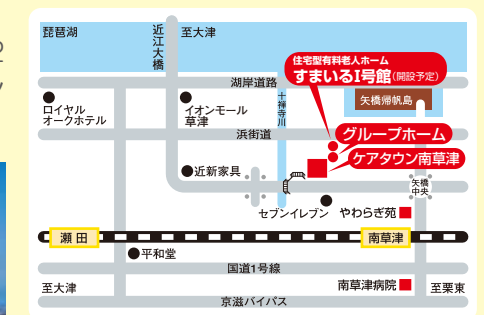 琵琶湖
近江大橋
至大津
住宅型有料老人ホーム
すまいるⅠ号館(開設予定)
湖岸道路
十禅寺川
矢橋帰帆島
ロイヤル
オークホテル
イオンモール
草津
浜街道
グループホーム
ケアタウン南草津
近新家具
矢橋
中央
セブンイレブン
やわらぎ苑
瀬田
南草津
平和堂
国道1号線
至大津
南草津病院
至栗東
京滋バイパス